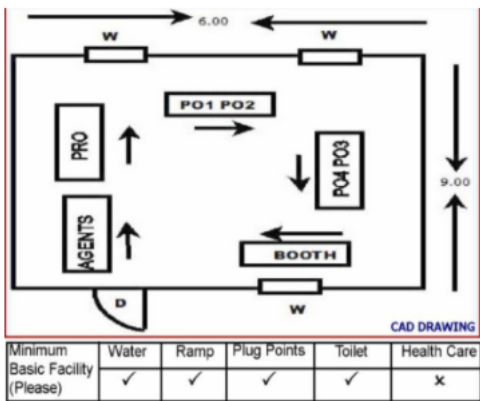 6.00
W
W
PO1 PO2
PRO
PO4 PO3
9.00
AGENTS
BOOTH
D
W
CAD DRAWING
Minimum Basic Facility (Please) Water Ramp Plug Points Toilet Health Care
✓ ✓ ✓ ✓ x